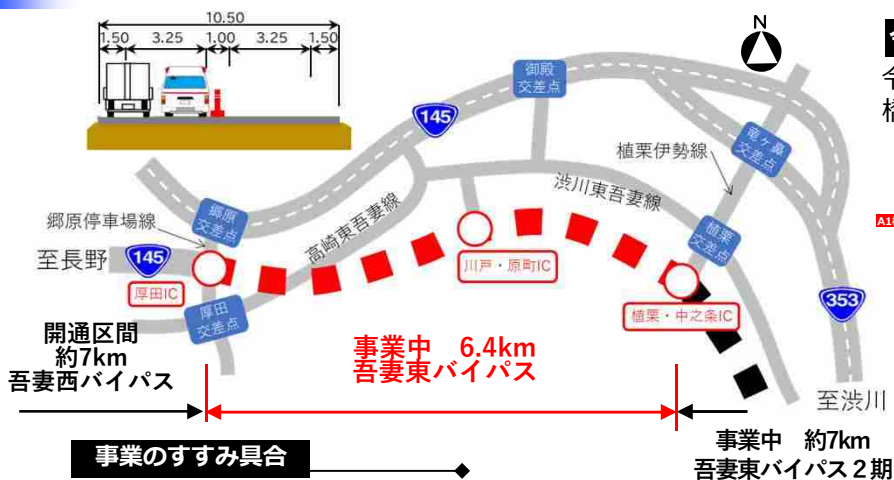 10.50
1.50 3.25 1.00 3.25 1.50
N
令
御殿
交差点
145
竜ヶ鼻
交差点
植栗伊勢線
渋川東吾妻線
郷原停車場線
郷原
交差点
高崎東吾妻線
植栗
交差点
至長野
145
川戸・原町IC
厚田IC
353
植栗・中之条IC
厚田
交差点
開通区間
約7km
吾妻西バイパス
事業中 6.4km
吾妻東バイパス
至渋川
事業のすすみ具合
事業中 約7km
吾妻東バイパス２期